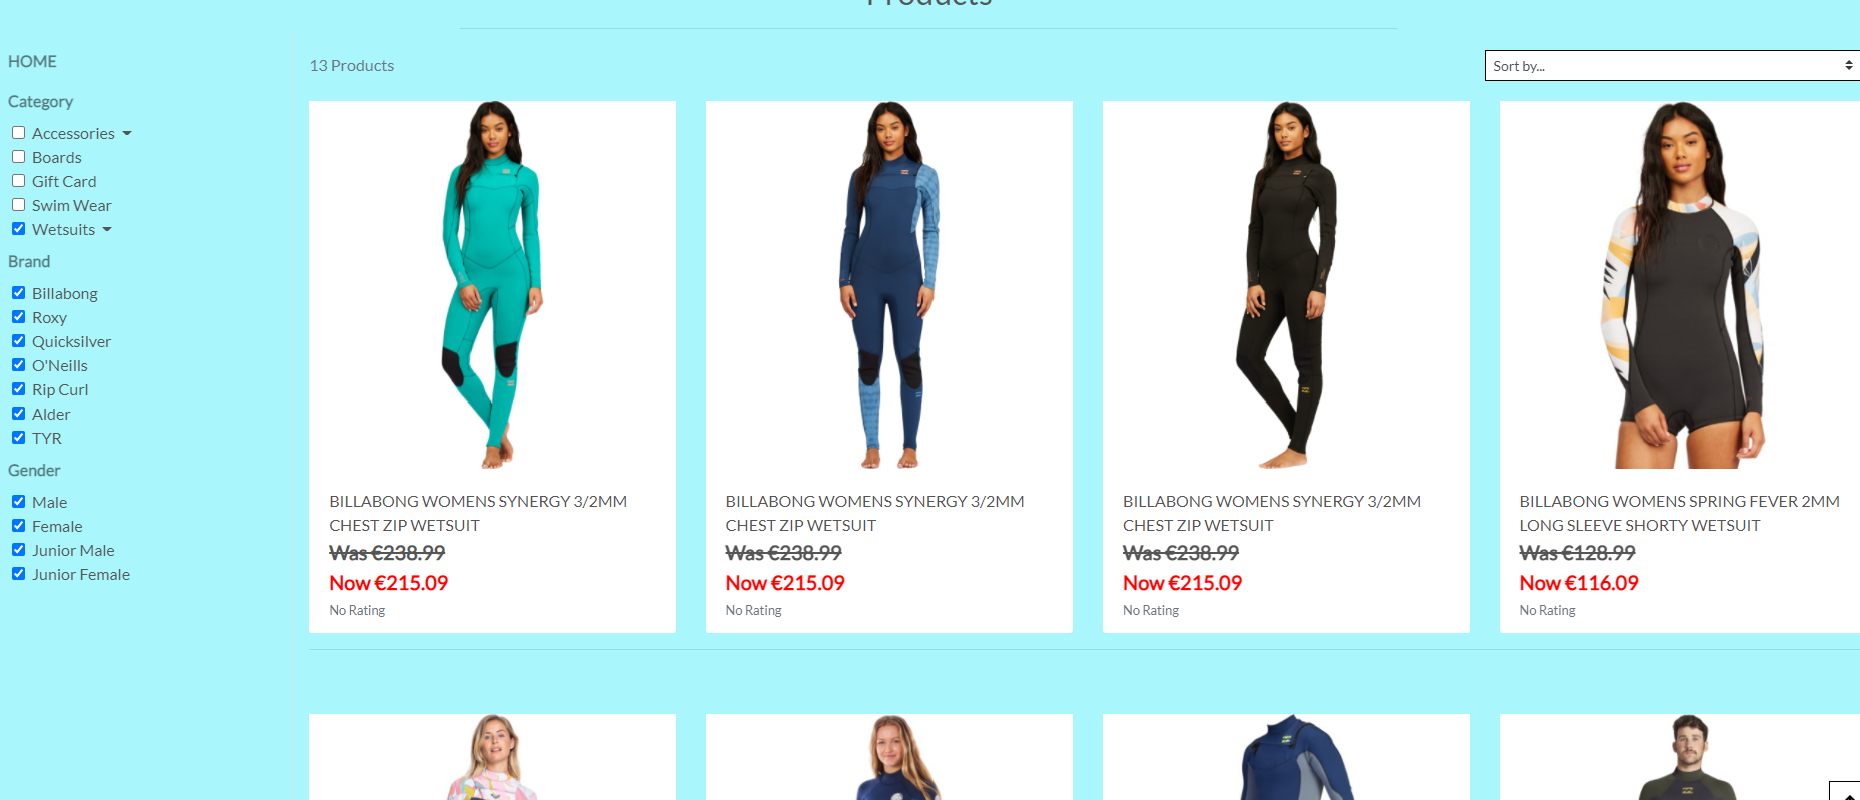 Products
HOME
13 Products
Sort by...
Category
Accessories
Boards
Gift Card
Swim Wear
Wetsuits
Brand
Billabong
Roxy
Quicksilver
O'Neills
Rip Curl
Alder
TYR
Gender
Male
Female
Junior Male
Junior Female
BILLABONG WOMENS SYNERGY 3/2MM
CHEST ZIP WETSUIT
Was €238.99
Now €215.09
No Rating
BILLABONG WOMENS SYNERGY 3/2MM
CHEST ZIP WETSUIT
Was €238.99
Now €215.09
No Rating
BILLABONG WOMENS SYNERGY 3/2MM
CHEST ZIP WETSUIT
Was €238.99
Now €215.09
No Rating
BILLABONG WOMENS SPRING FEVER 2MM
LONG SLEEVE SHORTY WETSUIT
Was €128.99
Now €116.09
No Rating